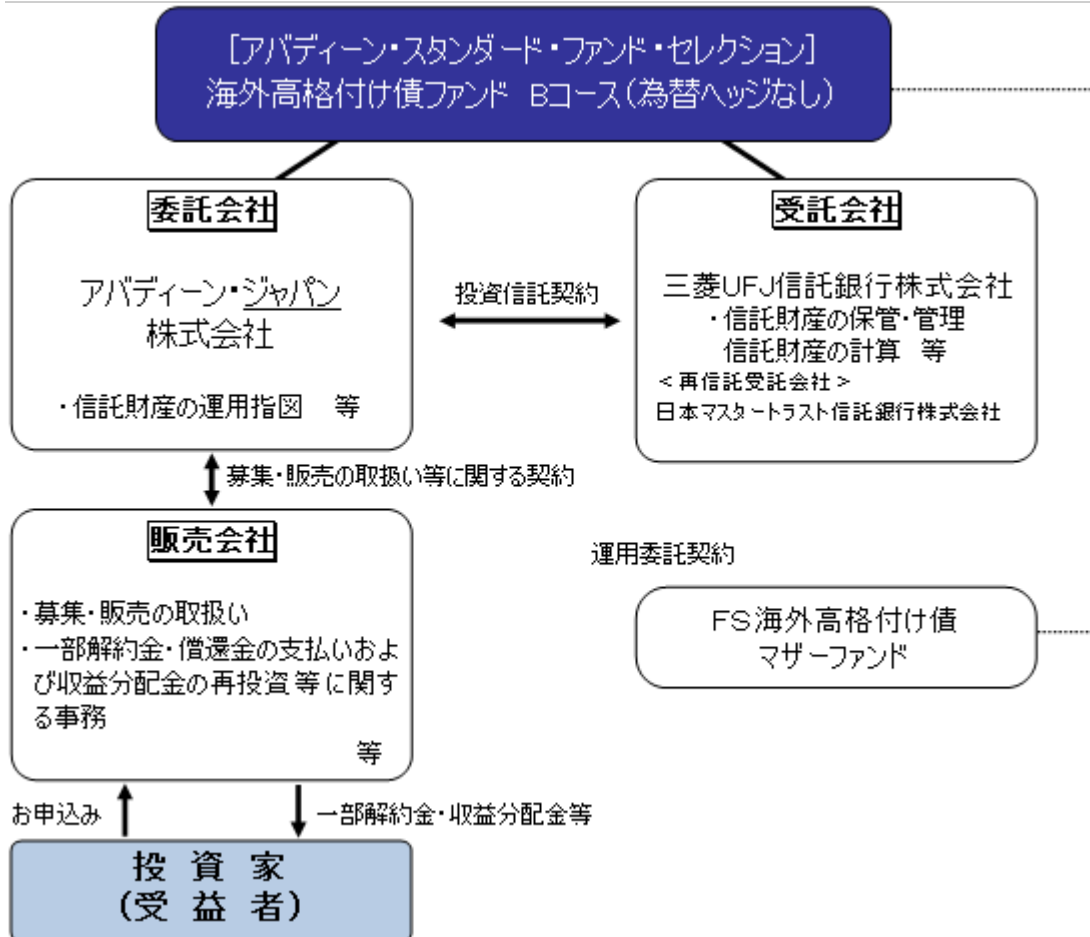 [アバディーン・スタンダード・ファンド・セレクション]
海外高格付け債ファンド Bコース(為替ヘッジなし)
委託会社
アバディーン・ジャパン
株式会社
・信託財産の運用指図 等
投資信託契約
受託会社
三菱UFJ信託銀行株式会社
・信託財産の保管・管理
信託財産の計算 等
<再信託受託会社>
日本マスタートラスト信託銀行株式会社
募集・販売の取扱い等に関する契約
販売会社
・募集・販売の取扱い
・一部解約金・償還金の支払いおよ
び収益分配金の再投資等に関す
る事務
等
運用委託契約
FS海外高格付け債
マザーファンド
お申込み
一部解約金・収益分配金等
投 資 家
(受 益 者)